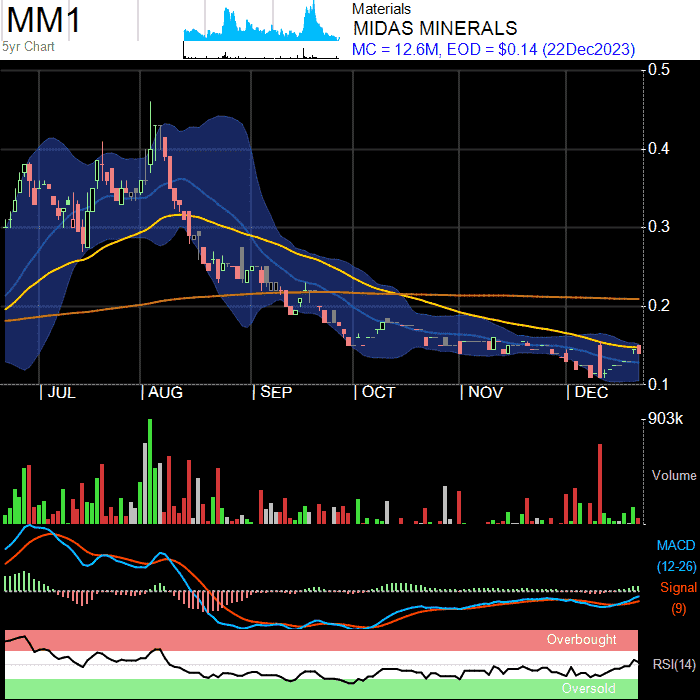 MM1
5yr Chart
Materials
MIDAS MINERALS
MC = 12.6M, EOD = $0.14 (22Dec2023)
0.5
0.4
0.3
0.2
0.1
JUL
AUG
SEP
OCT
NOV
DEC
903k
Volume
MACD
(12-26)
Signal
(9)
Overbought
RSI(14)
Oversold